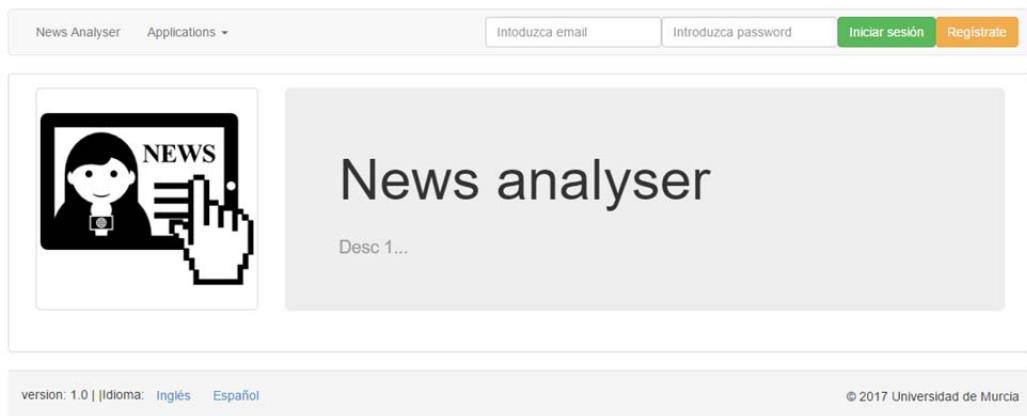 News Analyser Applications Intoduzca email Introduzca password Iniciar sesión Regístrate
NEWS
News analyser
Desc 1...
version: 1.0 | |Idioma: Inglés Español © 2017 Universidad de Murcia